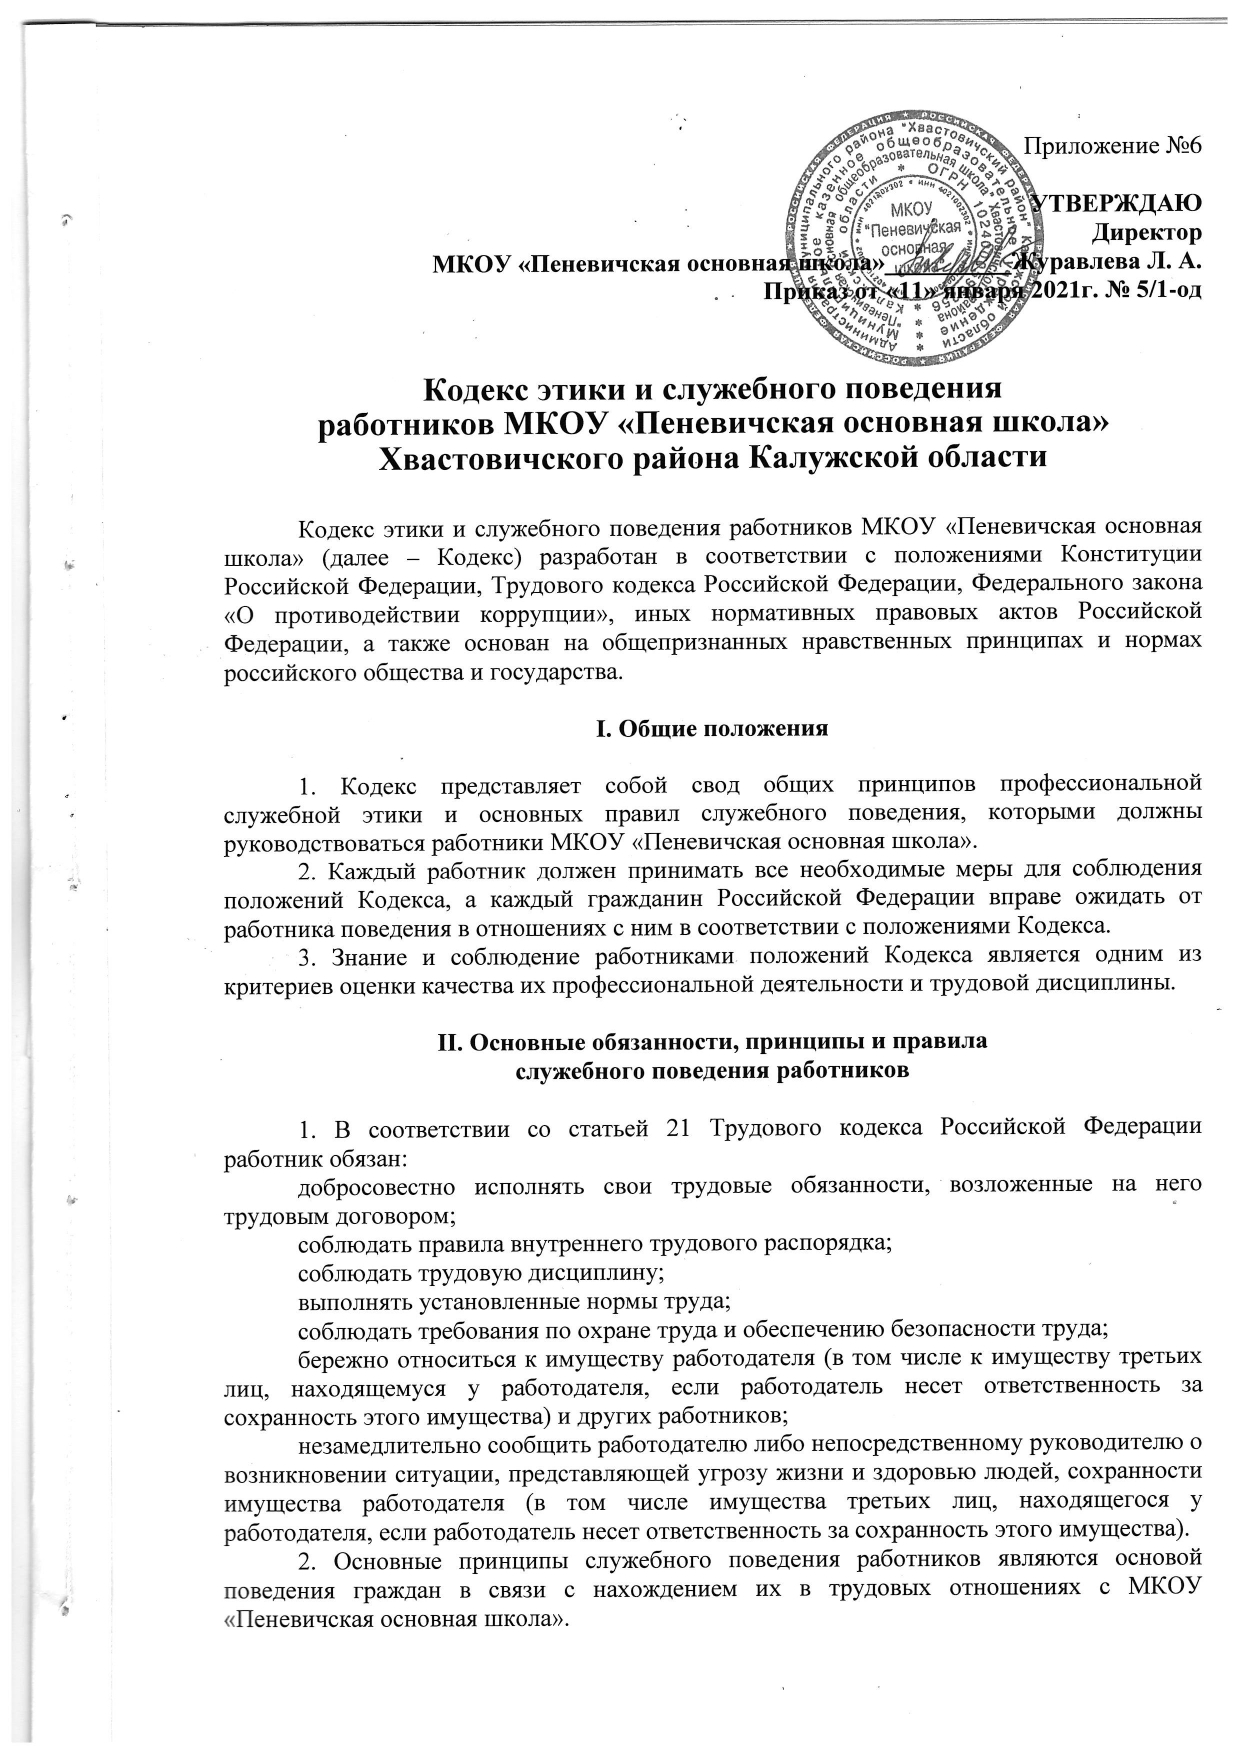 Приложение №6
УТВЕРЖДАЮ
Директор
МКОУ «Пеневичская основная школа»__________Журавлева Л. А.
Приказ от «11» января 2021г. № 5/1-од
МКОУ
"Пеневичская
основная
школа"
Кодекс этики и служебного поведения
работников МКОУ «Пеневичская основная школа»
Хвастовичского района Калужской области
Кодекс этики и служебного поведения работников МКОУ «Пеневичская основная
школа» (далее – Кодекс) разработан в соответствии с положениями Конституции
Российской Федерации, Трудового кодекса Российской Федерации, Федерального закона
«О противодействии коррупции», иных нормативных правовых актов Российской
Федерации, а также основан на общепризнанных нравственных принципах и нормах
российского общества и государства.
I. Общие положения
1. Кодекс представляет собой свод общих принципов профессиональной
служебной этики и основных правил служебного поведения, которыми должны
руководствоваться работники МКОУ «Пеневичская основная школа».
2. Каждый работник должен принимать все необходимые меры для соблюдения
положений Кодекса, а каждый гражданин Российской Федерации вправе ожидать от
работника поведения в отношениях с ним в соответствии с положениями Кодекса.
3. Знание и соблюдение работниками положений Кодекса является одним из
критериев оценки качества их профессиональной деятельности и трудовой дисциплины.
II. Основные обязанности, принципы и правила
служебного поведения работников
1. В соответствии со статьей 21 Трудового кодекса Российской Федерации
работник обязан:
добросовестно исполнять свои трудовые обязанности, возложенные на него
трудовым договором;
соблюдать правила внутреннего трудового распорядка;
соблюдать трудовую дисциплину;
выполнять установленные нормы труда;
соблюдать требования по охране труда и обеспечению безопасности труда;
бережно относиться к имуществу работодателя (в том числе к имуществу третьих
лиц, находящемуся у работодателя, если работодатель несет ответственность за
сохранность этого имущества) и других работников;
незамедлительно сообщить работодателю либо непосредственному руководителю о
возникновении ситуации, представляющей угрозу жизни и здоровью людей, сохранности
имущества работодателя (в том числе имущества третьих лиц, находящегося у
работодателя, если работодатель несет ответственность за сохранность этого имущества).
2. Основные принципы служебного поведения работников являются основой
поведения граждан в связи с нахождением их в трудовых отношениях с МКОУ
«Пеневичская основная школа».